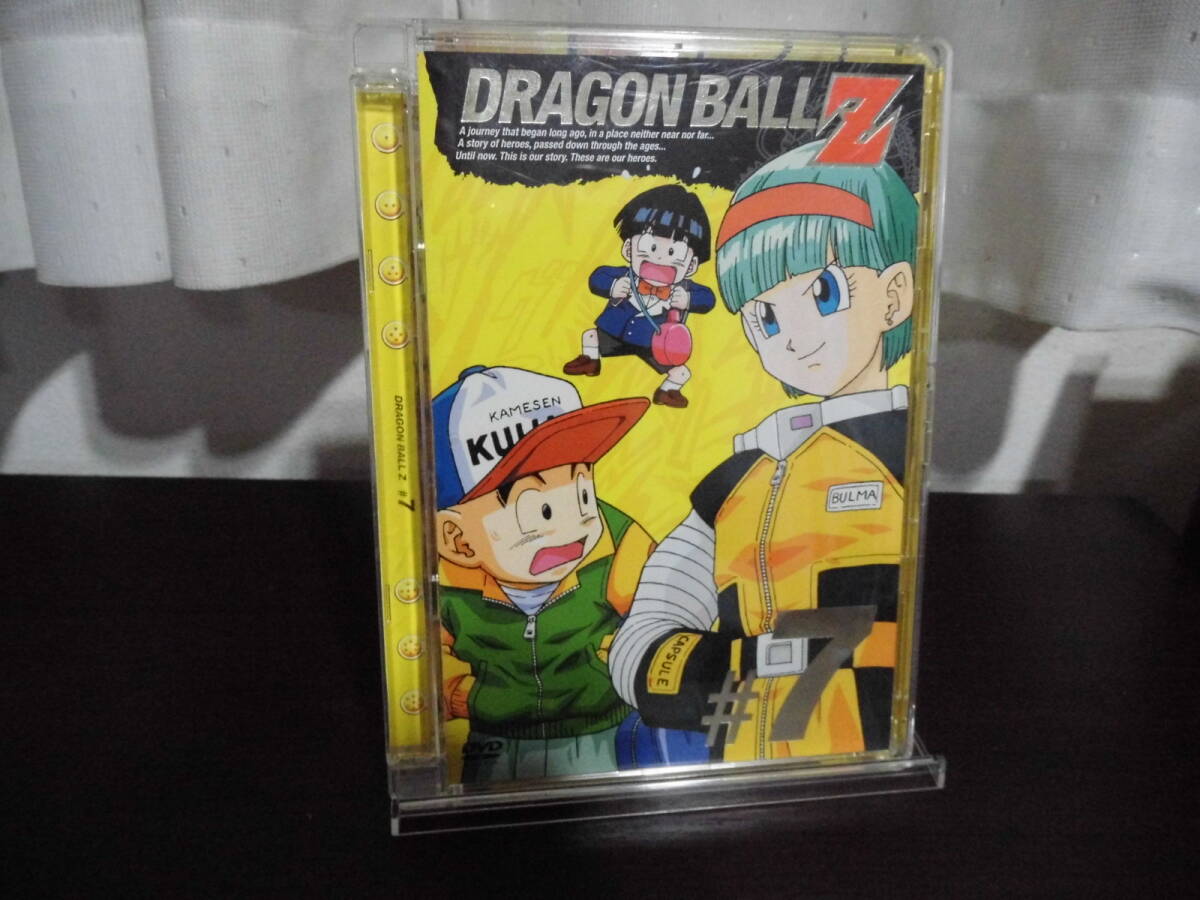 DRAGON BALL Z
A journey that began long ago, in a place neither near nor far...
A story of heroes, passed down through the ages...
Until now. This is our story. These are our heroes.
KAMESEN
BULMA
CAPSULE
#7
DVD
DRAGON BALL Z #7